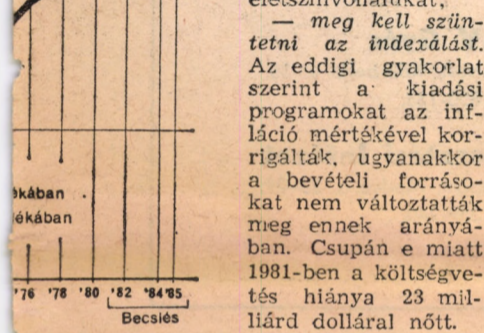 — meg kell szün-
tetni az indexálást.
Az eddigi gyakorlat
szerint a kiadási
programokat az inf-
láció mértékével kor-
rigálták, ugyanakkor
a bevételi forráso-
kat nem változtatták
meg ennek arányá-
ban. Csupán e miatt
1981-ben a költségve-
tés hiánya 23 mil-
liárd dolláral nőtt.
'76 '78 '80 '82 '84 '85
Becslés